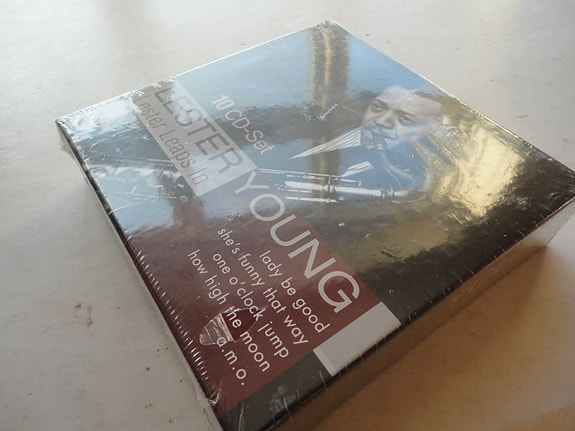 LESTER YOUNG
Lester Leaps In
10 CD-Set
lady be good
she's funny that way
one o'clock jump
how high the moon
a.m.o.